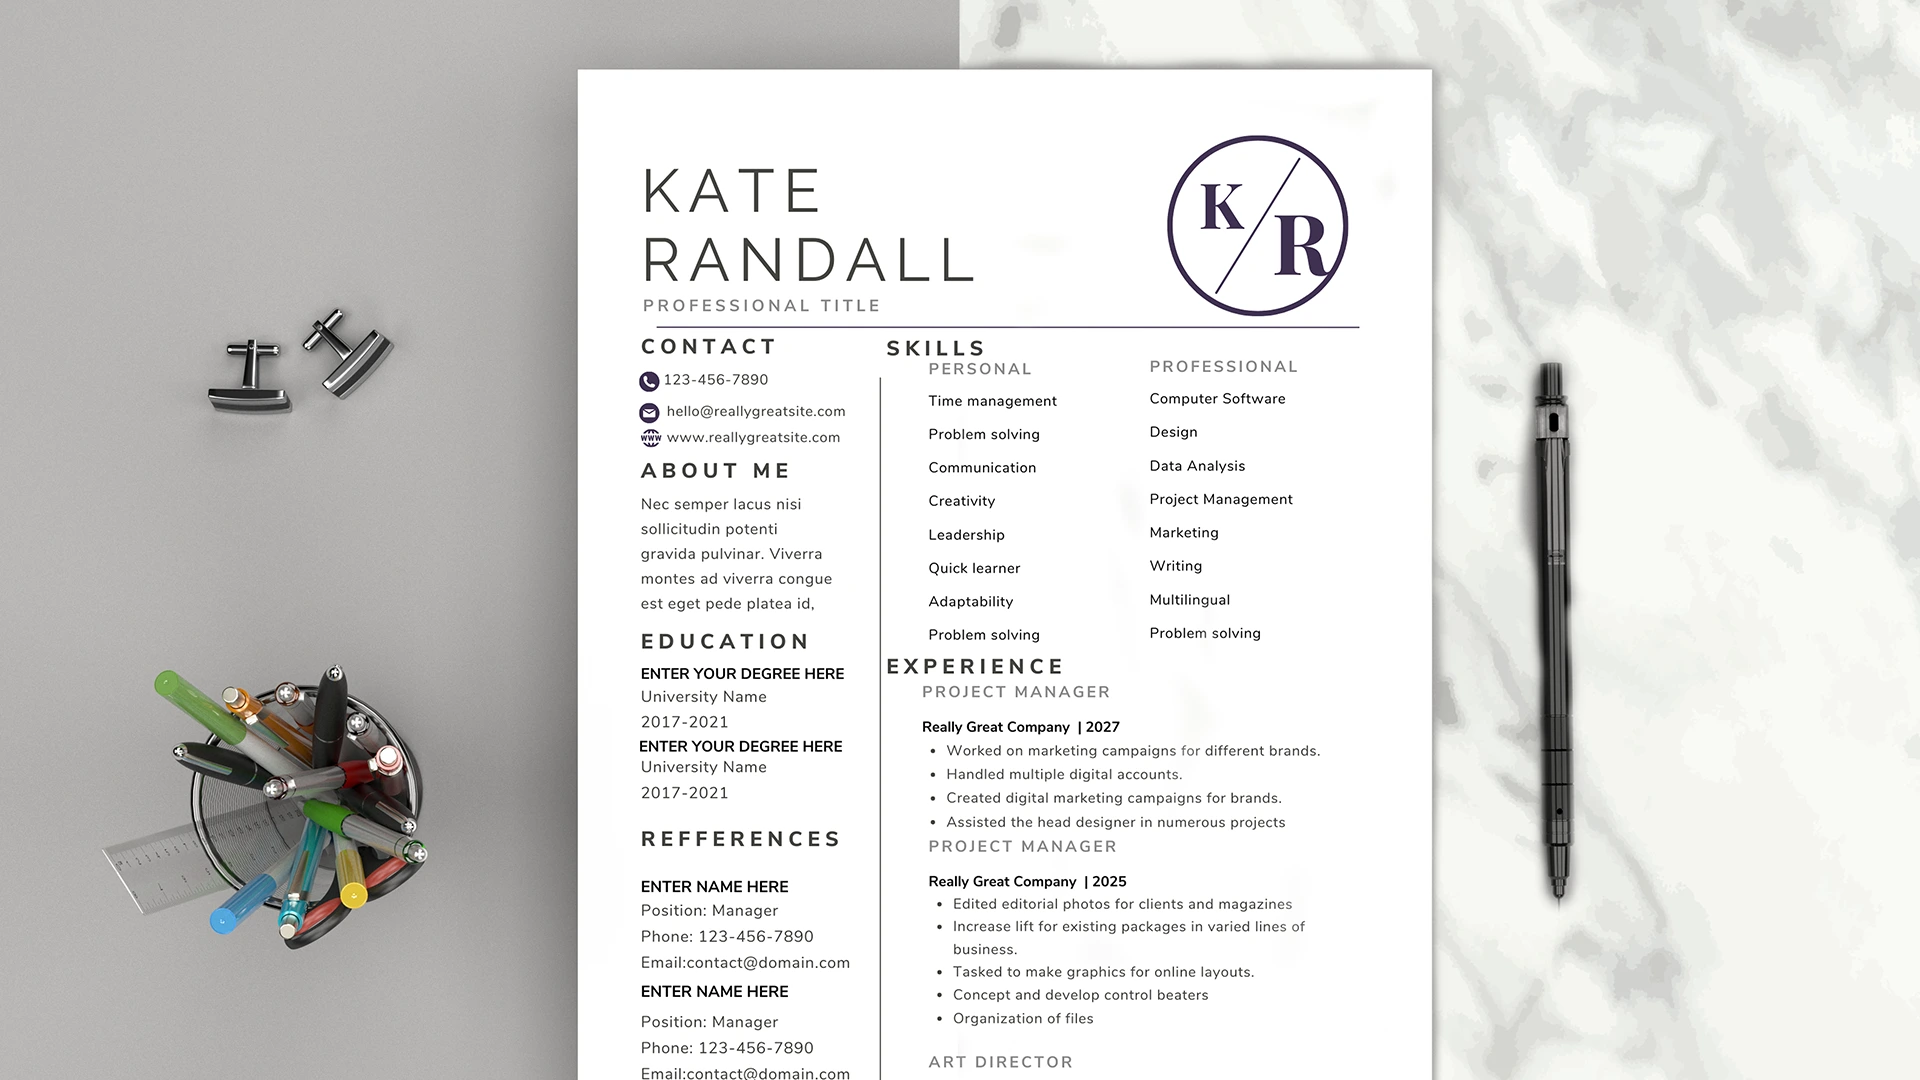 KATE
RANDALL
PROFESSIONAL TITLE
K/R
CONTACT
123-456-7890
hello@reallygreatsite.com
WWW
www.reallygreatsite.com
ABOUT ME
Nec semper lacus nisi
sollicitudin potenti
gravida pulvinar. Viverra
montes ad viverra congue
est eget pede platea id,
EDUCATION
ENTER YOUR DEGREE HERE
University Name
2017-2021
ENTER YOUR DEGREE HERE
University Name
2017-2021
REFFERENCES
ENTER NAME HERE
Position: Manager
Phone: 123-456-7890
Email:contact@domain.com
ENTER NAME HERE
Position: Manager
Phone: 123-456-7890
Email:contact@domain.com
SKILLS
PERSONAL
Time management
Problem solving
Communication
Creativity
Leadership
Quick learner
Adaptability
Problem solving
PROFESSIONAL
Computer Software
Design
Data Analysis
Project Management
Marketing
Writing
Multilingual
Problem solving
EXPERIENCE
PROJECT MANAGER
Really Great Company | 2027
• Worked on marketing campaigns for different brands.
• Handled multiple digital accounts.
• Created digital marketing campaigns for brands.
• Assisted the head designer in numerous projects
PROJECT MANAGER
Really Great Company | 2025
• Edited editorial photos for clients and magazines
• Increase lift for existing packages in varied lines of
business.
• Tasked to make graphics for online layouts.
• Concept and develop control beaters
• Organization of files
ART DIRECTOR